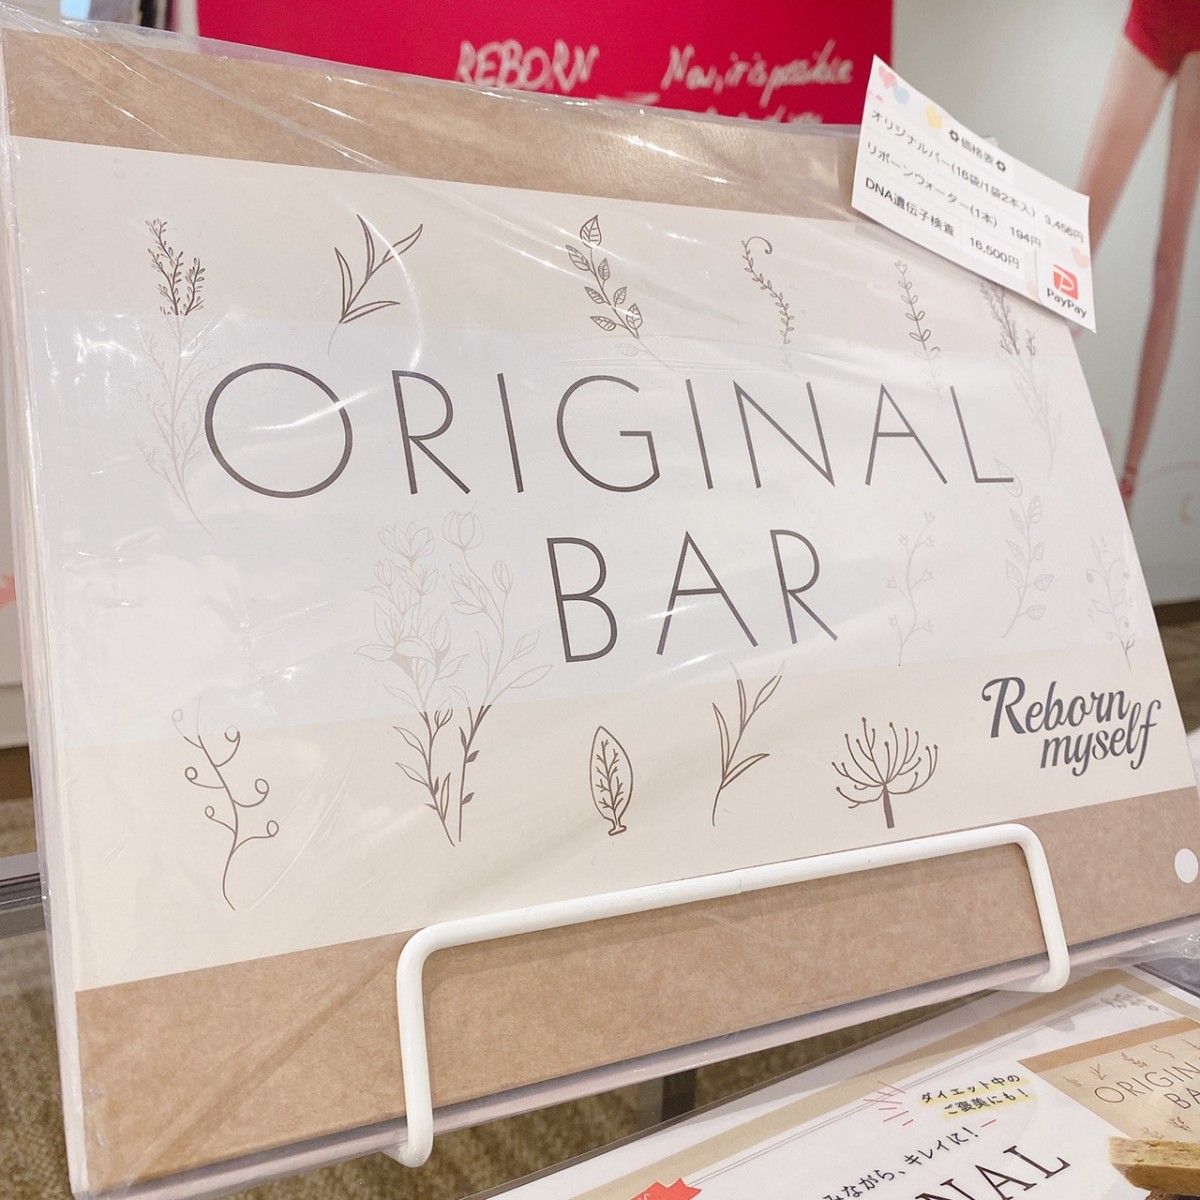 REBORN
Now, it is possible
✿価格表✿
オリジナルバー(16袋/1袋2本入) 3,456円
リボーンウォーター(1本) 194円
DNA遺伝子検査 16,500円
PayPay
ORIGINAL
BAR
Reborn
myself
ダイエット中の
ご褒美にも!
ORIGIN
BA
みながら、キレイに!
NAL